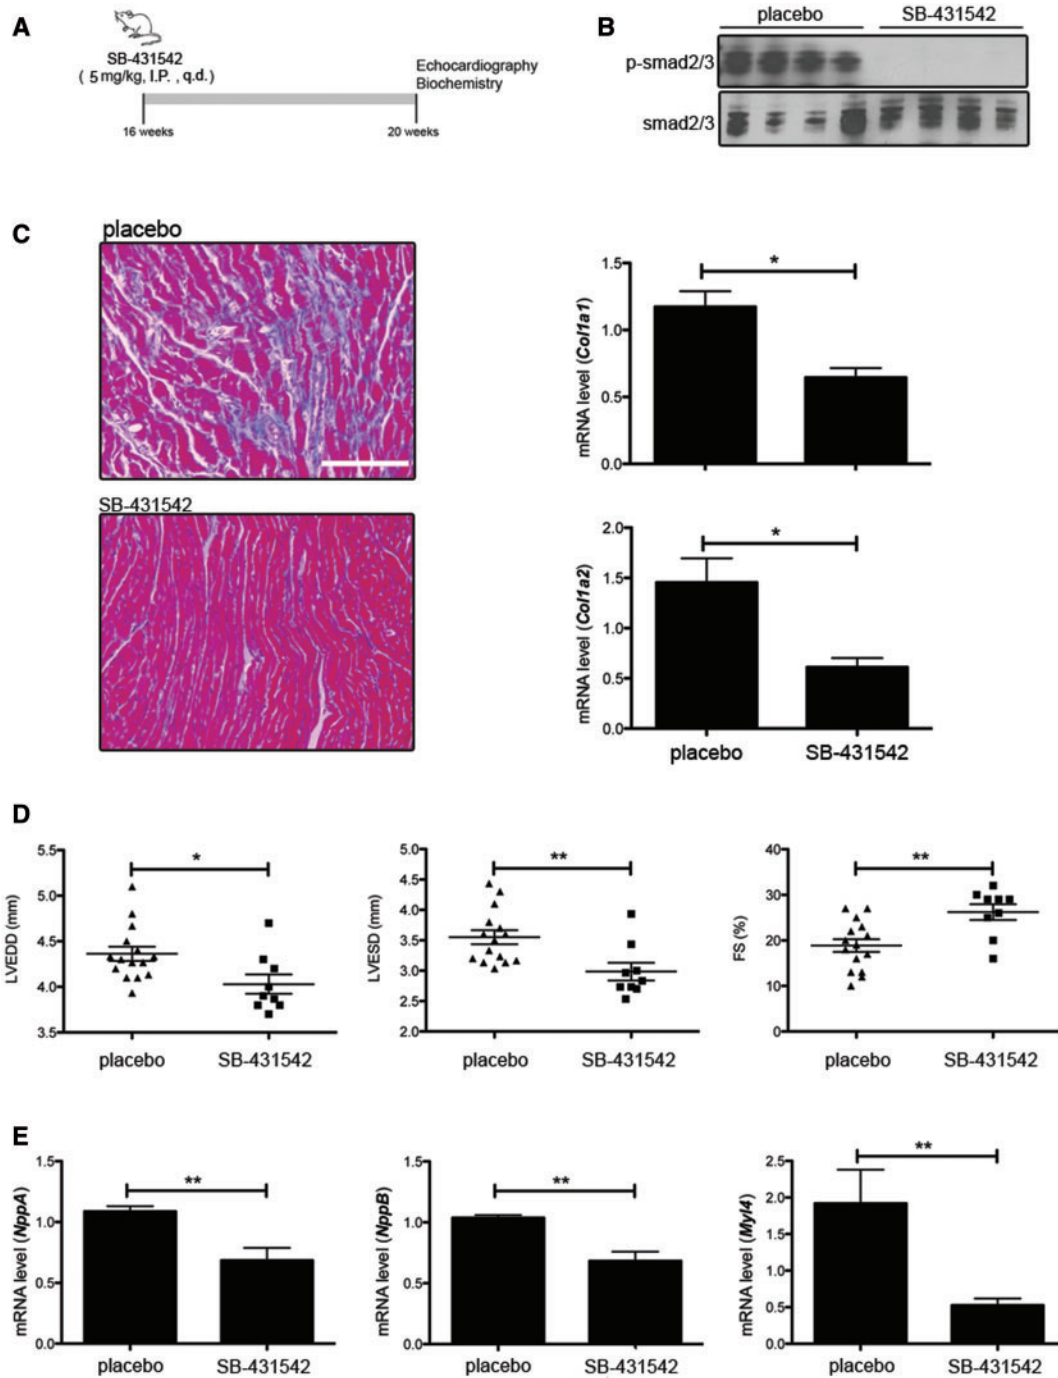 A
SB-431542
( 5 mg/kg, I.P. , q.d. )
Echocardiography
Biochemistry
16 weeks
20 weeks
B
placebo
SB-431542
p-smad2/3
smad2/3
C
placebo
SB-431542
mRNA level (Col1a1)
1.5
1.0
0.5
0.0
*
mRNA level (Col1a2)
2.0
1.5
1.0
0.5
0.0
*
placebo
SB-431542
D
LVEDD (mm)
5.5
5.0
4.5
4.0
3.5
*
placebo
SB-431542
LVESD (mm)
5.0
4.5
4.0
3.5
3.0
2.5
2.0
**
placebo
SB-431542
FS (%)
40
30
20
10
0
**
placebo
SB-431542
E
mRNA level (NppA)
1.5
1.0
0.5
0.0
**
placebo
SB-431542
mRNA level (NppB)
1.5
1.0
0.5
0.0
**
placebo
SB-431542
mRNA level (Myl4)
2.5
2.0
1.5
1.0
0.5
0.0
**
placebo
SB-431542